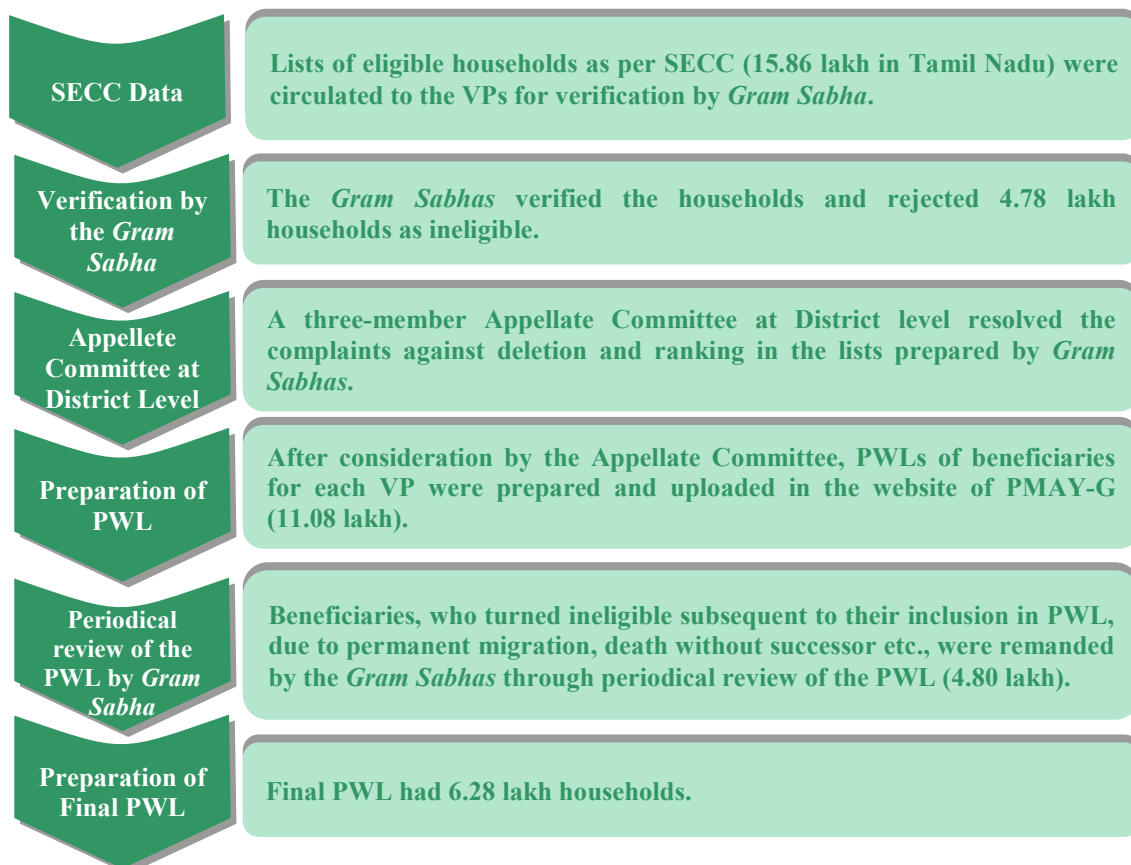 SECC Data
Lists of eligible households as per SECC (15.86 lakh in Tamil Nadu) were
circulated to the VPs for verification by Gram Sabha.
Verification by
the Gram
Sabha
The Gram Sabhas verified the households and rejected 4.78 lakh
households as ineligible.
Appellete
Committee at
District Level
A three-member Appellate Committee at District level resolved the
complaints against deletion and ranking in the lists prepared by Gram
Sabhas.
Preparation of
PWL
After consideration by the Appellate Committee, PWLs of beneficiaries
for each VP were prepared and uploaded in the website of PMAY-G
(11.08 lakh).
Periodical
review of the
PWL by Gram
Sabha
Beneficiaries, who turned ineligible subsequent to their inclusion in PWL,
due to permanent migration, death without successor etc., were remanded
by the Gram Sabhas through periodical review of the PWL (4.80 lakh).
Preparation of
Final PWL
Final PWL had 6.28 lakh households.